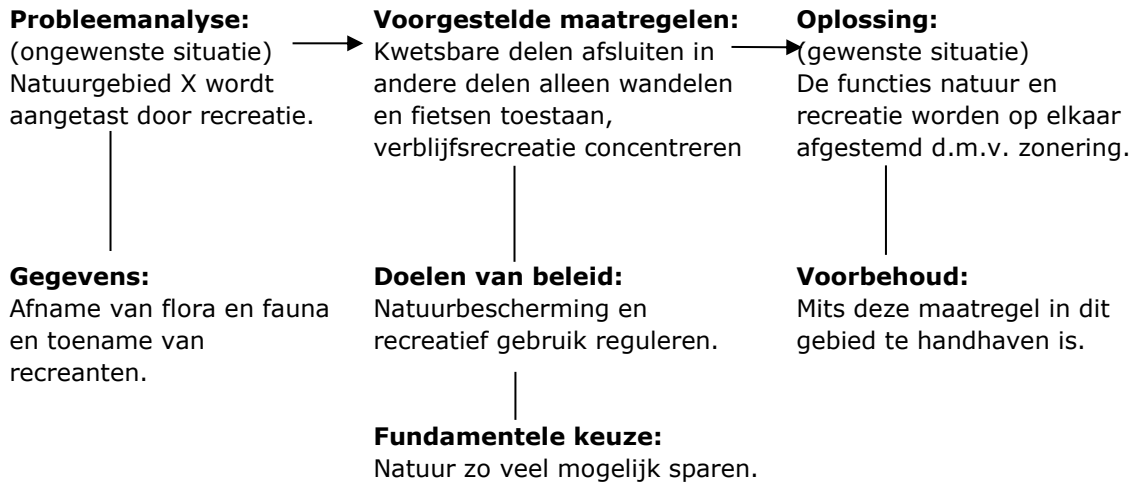 Probleemanalyse:
(ongewenste situatie)
Natuurgebied X wordt
aangetast door recreatie.
Voorgestelde maatregelen:
Kwetsbare delen afsluiten in
andere delen alleen wandelen
en fietsen toestaan,
verblijfsrecreatie concentreren
Oplossing:
(gewenste situatie)
De functies natuur en
recreatie worden op elkaar
afgestemd d.m.v. zonering.
Gegevens:
Afname van flora en fauna
en toename van
recreanten.
Doelen van beleid:
Natuurbescherming en
recreatief gebruik reguleren.
Voorbehoud:
Mits deze maatregel in dit
gebied te handhaven is.
Fundamentele keuze:
Natuur zo veel mogelijk sparen.